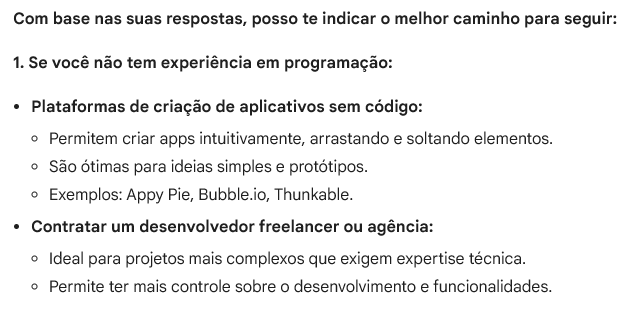 Com base nas suas respostas, posso te indicar o melhor caminho para seguir:
1. Se você não tem experiência em programação:
• Plataformas de criação de aplicativos sem código:
◦ Permitem criar apps intuitivamente, arrastando e soltando elementos.
◦ São ótimas para ideias simples e protótipos.
◦ Exemplos: Appy Pie, Bubble.io, Thunkable.
• Contratar um desenvolvedor freelancer ou agência:
◦ Ideal para projetos mais complexos que exigem expertise técnica.
◦ Permite ter mais controle sobre o desenvolvimento e funcionalidades.